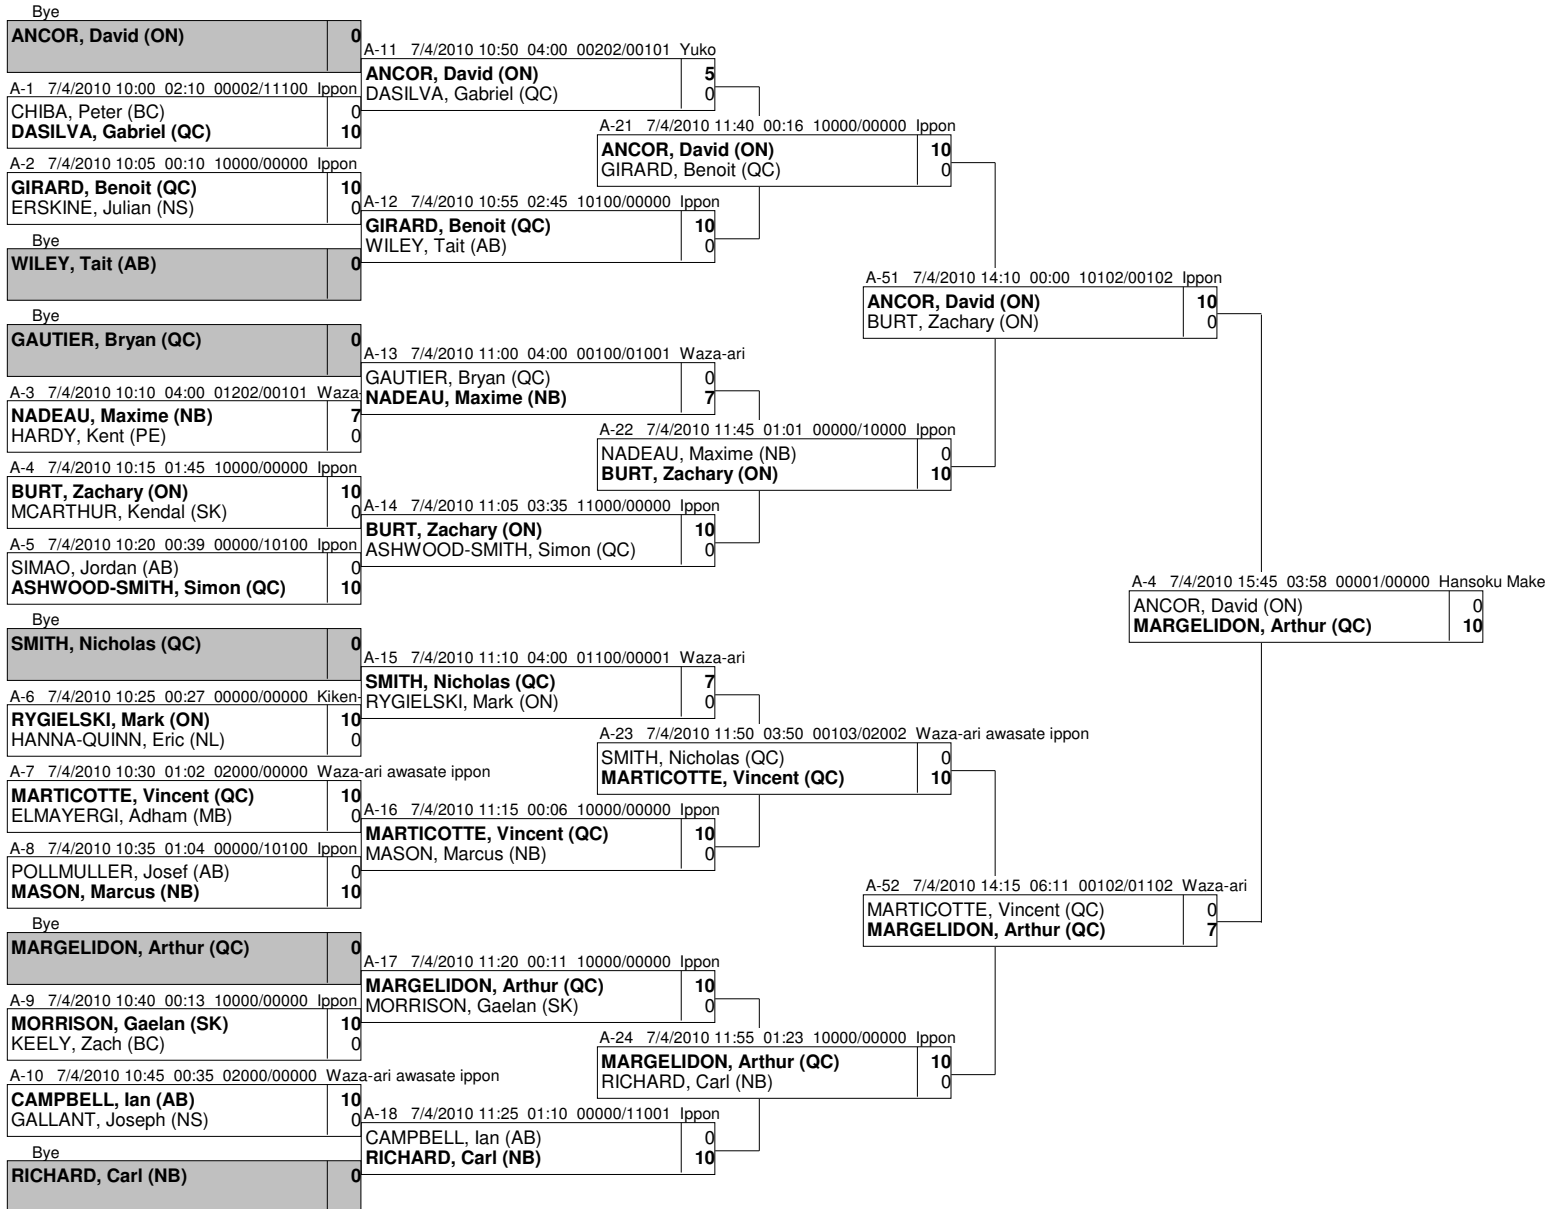 Bye
ANCOR, David (ON) 0
A-1 7/4/2010 10:00 02:10 00002/11100 Ippon
CHIBA, Peter (BC) 0
DASILVA, Gabriel (QC) 10
A-2 7/4/2010 10:05 00:10 10000/00000 Ippon
GIRARD, Benoit (QC) 10
ERSKINE, Julian (NS) 0
Bye
WILEY, Tait (AB) 0
Bye
GAUTIER, Bryan (QC) 0
A-3 7/4/2010 10:10 04:00 01202/00101 Waza-
NADEAU, Maxime (NB) 7
HARDY, Kent (PE) 0
A-4 7/4/2010 10:15 01:45 10000/00000 Ippon
BURT, Zachary (ON) 10
MCARTHUR, Kendal (SK) 0
A-5 7/4/2010 10:20 00:39 00000/10100 Ippon
SIMAO, Jordan (AB) 0
ASHWOOD-SMITH, Simon (QC) 10
Bye
SMITH, Nicholas (QC) 0
A-6 7/4/2010 10:25 00:27 00000/00000 Kiken-
RYGIELSKI, Mark (ON) 10
HANNA-QUINN, Eric (NL) 0
A-7 7/4/2010 10:30 01:02 02000/00000 Waza-ari awasate ippon
MARTICOTTE, Vincent (QC) 10
ELMAYERGI, Adham (MB) 0
A-8 7/4/2010 10:35 01:04 00000/10100 Ippon
POLLMULLER, Josef (AB) 0
MASON, Marcus (NB) 10
Bye
MARGELIDON, Arthur (QC) 0
A-9 7/4/2010 10:40 00:13 10000/00000 Ippon
MORRISON, Gaelan (SK) 10
KEELY, Zach (BC) 0
A-10 7/4/2010 10:45 00:35 02000/00000 Waza-ari awasate ippon
CAMPBELL, Ian (AB) 10
GALLANT, Joseph (NS) 0
Bye
RICHARD, Carl (NB) 0
A-11 7/4/2010 10:50 04:00 00202/00101 Yuko
ANCOR, David (ON) 5
DASILVA, Gabriel (QC) 0
A-12 7/4/2010 10:55 02:45 10100/00000 Ippon
GIRARD, Benoit (QC) 10
WILEY, Tait (AB) 0
A-13 7/4/2010 11:00 04:00 00100/01001 Waza-ari
GAUTIER, Bryan (QC) 0
NADEAU, Maxime (NB) 7
A-14 7/4/2010 11:05 03:35 11000/00000 Ippon
BURT, Zachary (ON) 10
ASHWOOD-SMITH, Simon (QC) 0
A-15 7/4/2010 11:10 04:00 01100/00001 Waza-ari
SMITH, Nicholas (QC) 7
RYGIELSKI, Mark (ON) 0
A-16 7/4/2010 11:15 00:06 10000/00000 Ippon
MARTICOTTE, Vincent (QC) 10
MASON, Marcus (NB) 0
A-17 7/4/2010 11:20 00:11 10000/00000 Ippon
MARGELIDON, Arthur (QC) 10
MORRISON, Gaelan (SK) 0
A-18 7/4/2010 11:25 01:10 00000/11001 Ippon
CAMPBELL, Ian (AB) 0
RICHARD, Carl (NB) 10
A-21 7/4/2010 11:40 00:16 10000/00000 Ippon
ANCOR, David (ON) 10
GIRARD, Benoit (QC) 0
A-22 7/4/2010 11:45 01:01 00000/10000 Ippon
NADEAU, Maxime (NB) 0
BURT, Zachary (ON) 10
A-23 7/4/2010 11:50 03:50 00103/02002 Waza-ari awasate ippon
SMITH, Nicholas (QC) 0
MARTICOTTE, Vincent (QC) 10
A-24 7/4/2010 11:55 01:23 10000/00000 Ippon
MARGELIDON, Arthur (QC) 10
RICHARD, Carl (NB) 0
A-51 7/4/2010 14:10 00:00 10102/00102 Ippon
ANCOR, David (ON) 10
BURT, Zachary (ON) 0
A-52 7/4/2010 14:15 06:11 00102/01102 Waza-ari
MARTICOTTE, Vincent (QC) 0
MARGELIDON, Arthur (QC) 7
A-4 7/4/2010 15:45 03:58 00001/00000 Hansoku Make
ANCOR, David (ON) 0
MARGELIDON, Arthur (QC) 10